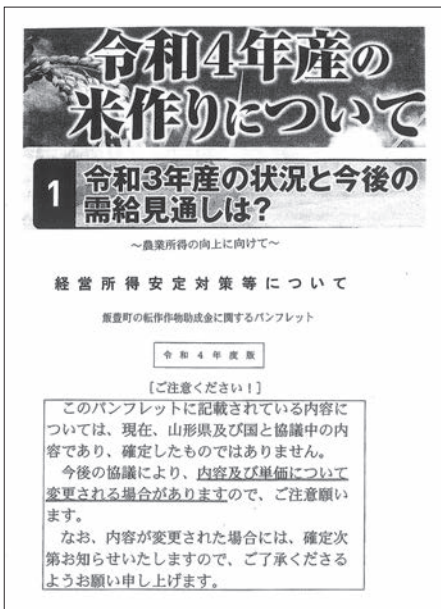 令和4年産の
米作りについて
1
令和3年産の状況と今後の
需給見通しは?
～農業所得の向上に向けて～
経営所得安定対策等について
飯豊町の転作作物助成金に関するパンフレット
令和4年度版
[ご注意ください!]
このパンフレットに記載されている内容に
ついては、現在、山形県及び国と協議中の内
容であり、確定したものではありません。
今後の協議により、内容及び単価について
変更される場合がありますので、ご注意願い
ます。
なお、内容が変更された場合には、確定次
第お知らせいたしますので、ご了承くださる
ようお願い申し上げます。